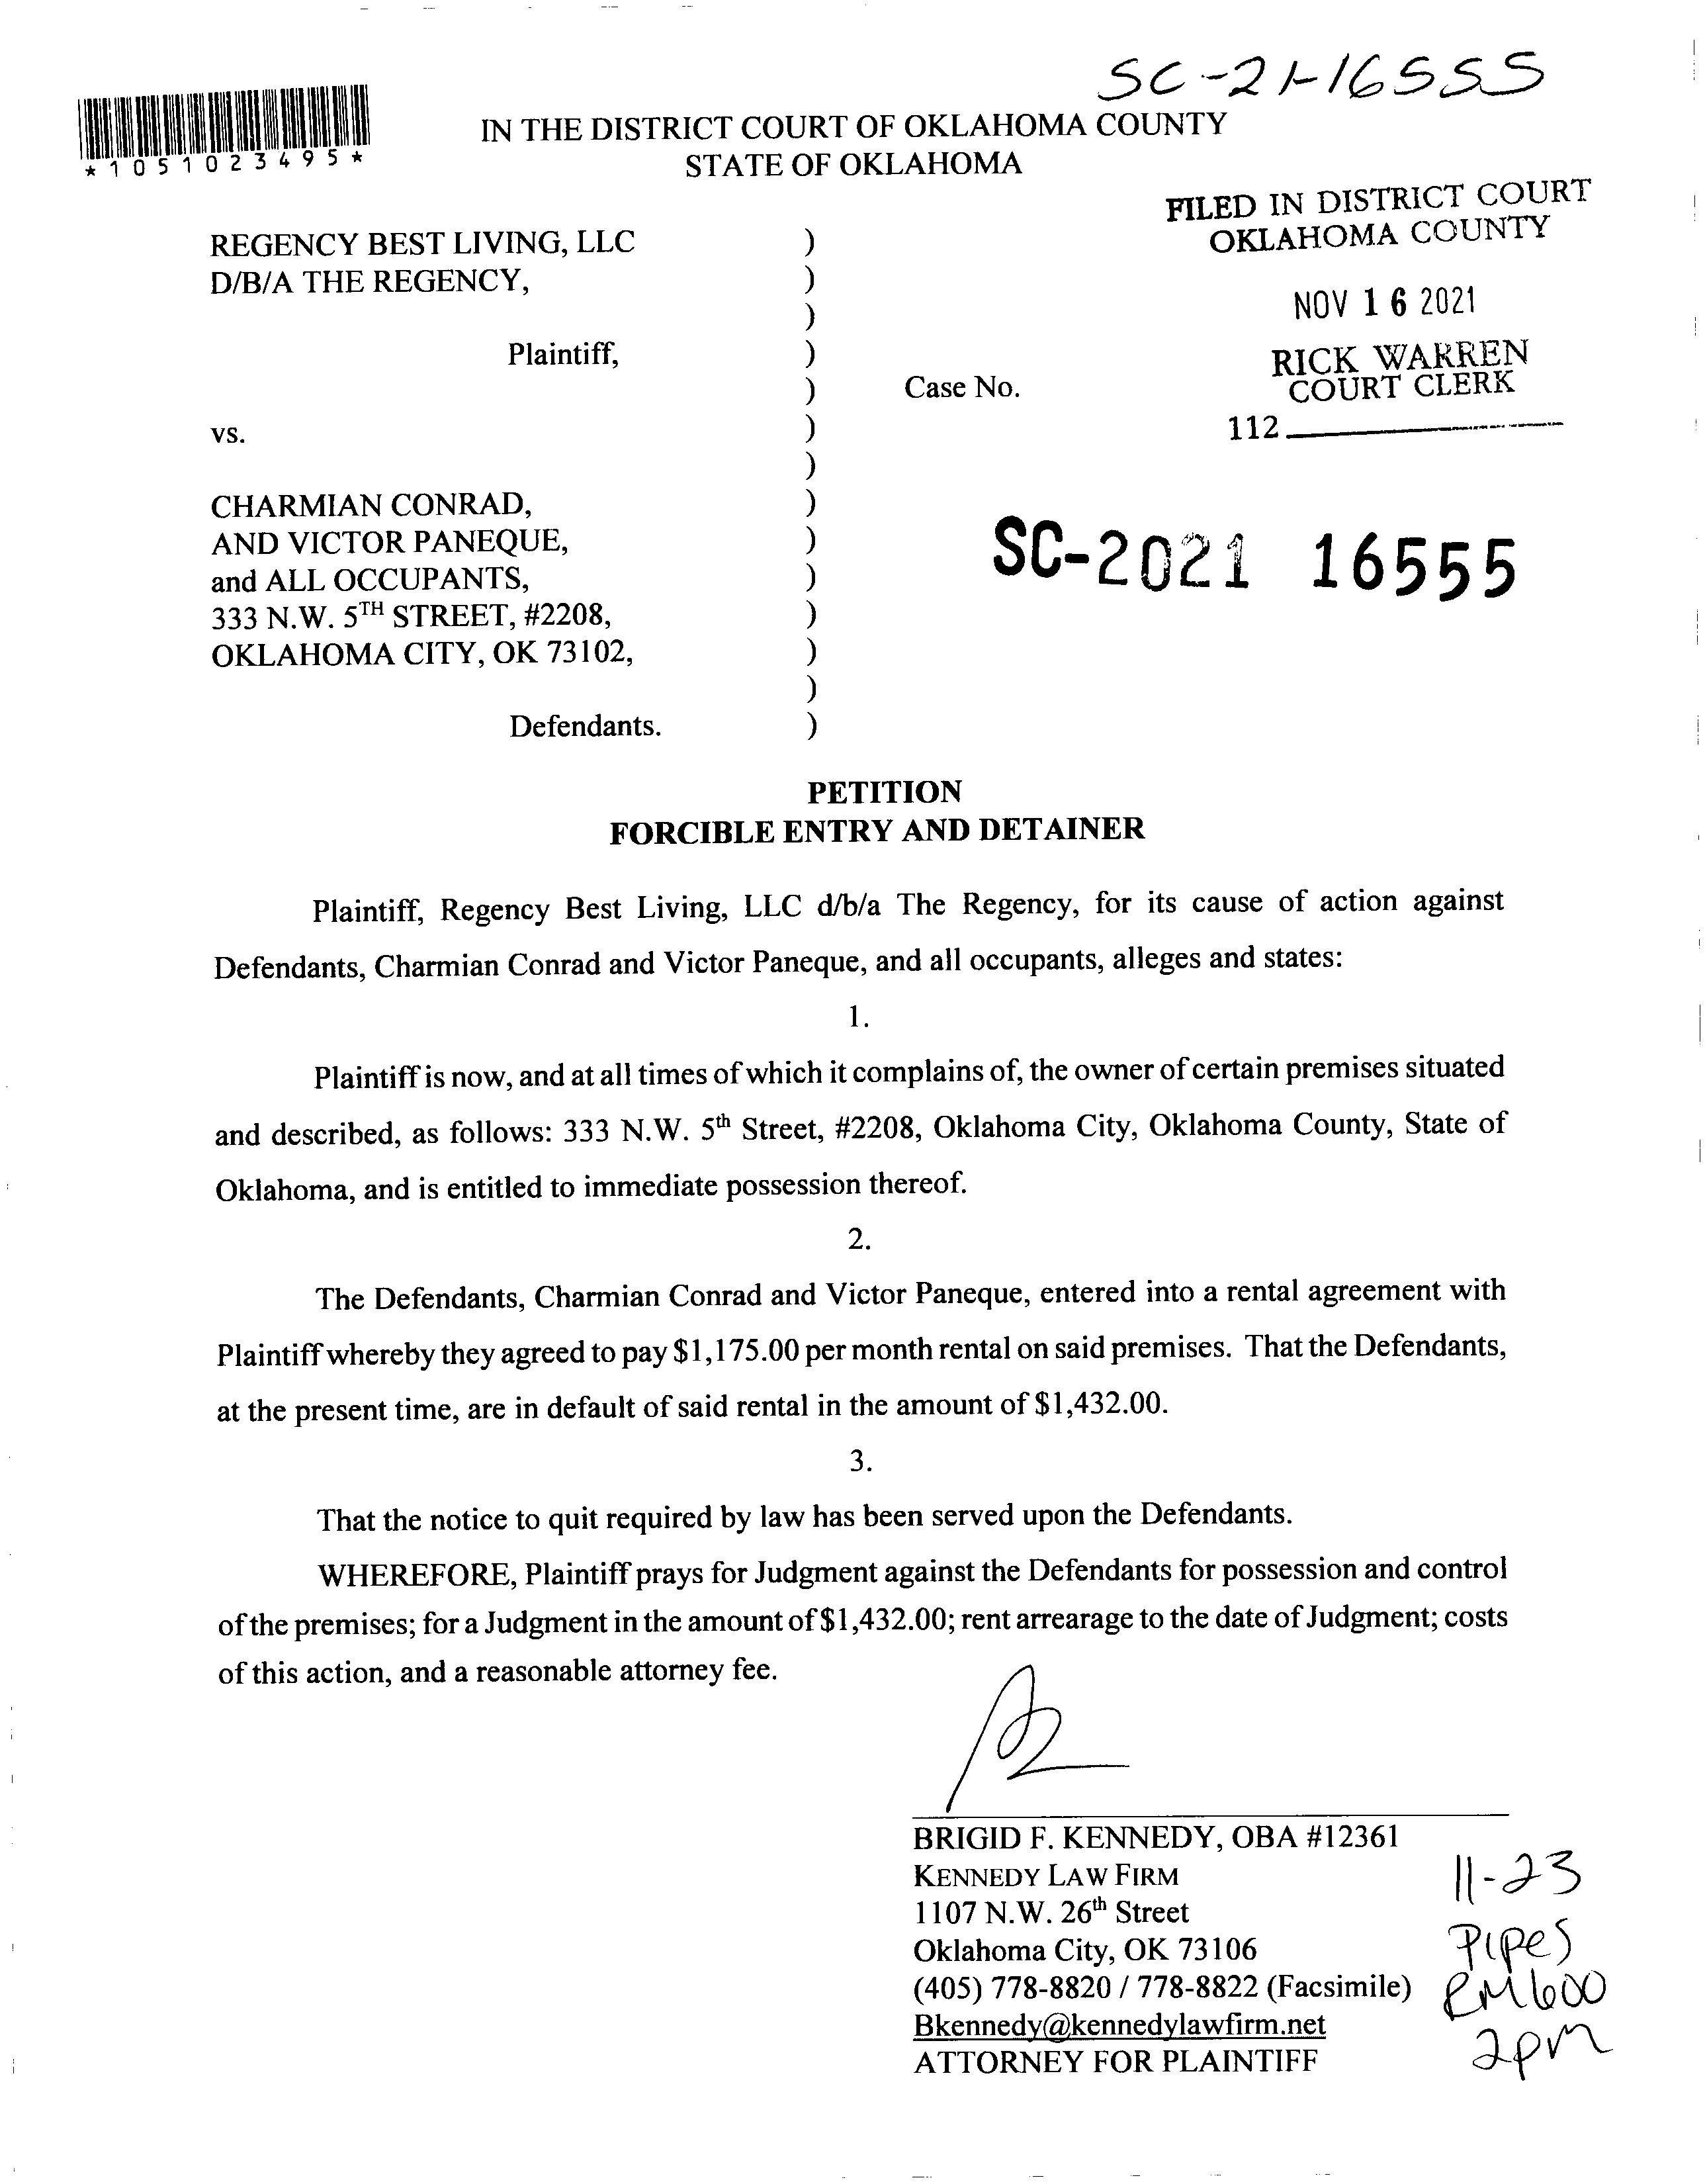 SC-21-16555
*1051023495*
IN THE DISTRICT COURT OF OKLAHOMA COUNTY
STATE OF OKLAHOMA
FILED IN DISTRICT COURT
OKLAHOMA COUNTY
REGENCY BEST LIVING, LLC )
D/B/A THE REGENCY, )
)
NOV 16 2021
Plaintiff, )
RICK WARREN
COURT CLERK
) Case No.
112
vs. )
)
CHARMIAN CONRAD, )
AND VICTOR PANEQUE, )
SC-2021 16555
and ALL OCCUPANTS, )
333 N.W. 5TH STREET, #2208, )
OKLAHOMA CITY, OK 73102, )
)
Defendants. )
PETITION
FORCIBLE ENTRY AND DETAINER
Plaintiff, Regency Best Living, LLC d/b/a The Regency, for its cause of action against
Defendants, Charmian Conrad and Victor Paneque, and all occupants, alleges and states:
1.
Plaintiff is now, and at all times of which it complains of, the owner of certain premises situated
and described, as follows: 333 N.W. 5th Street, #2208, Oklahoma City, Oklahoma County, State of
Oklahoma, and is entitled to immediate possession thereof.
2.
The Defendants, Charmian Conrad and Victor Paneque, entered into a rental agreement with
Plaintiff whereby they agreed to pay $1,175.00 per month rental on said premises. That the Defendants,
at the present time, are in default of said rental in the amount of $1,432.00.
3.
That the notice to quit required by law has been served upon the Defendants.
WHEREFORE, Plaintiff prays for Judgment against the Defendants for possession and control
of the premises; for a Judgment in the amount of $1,432.00; rent arrearage to the date of Judgment; costs
of this action, and a reasonable attorney fee.
BRIGID F. KENNEDY, OBA #12361
KENNEDY LAW FIRM
1107 N.W. 26th Street
Oklahoma City, OK 73106
(405) 778-8820 / 778-8822 (Facsimile)
Bkennedy@kennedylawfirm.net
ATTORNEY FOR PLAINTIFF
11-23
Pipes
RM600
2pm